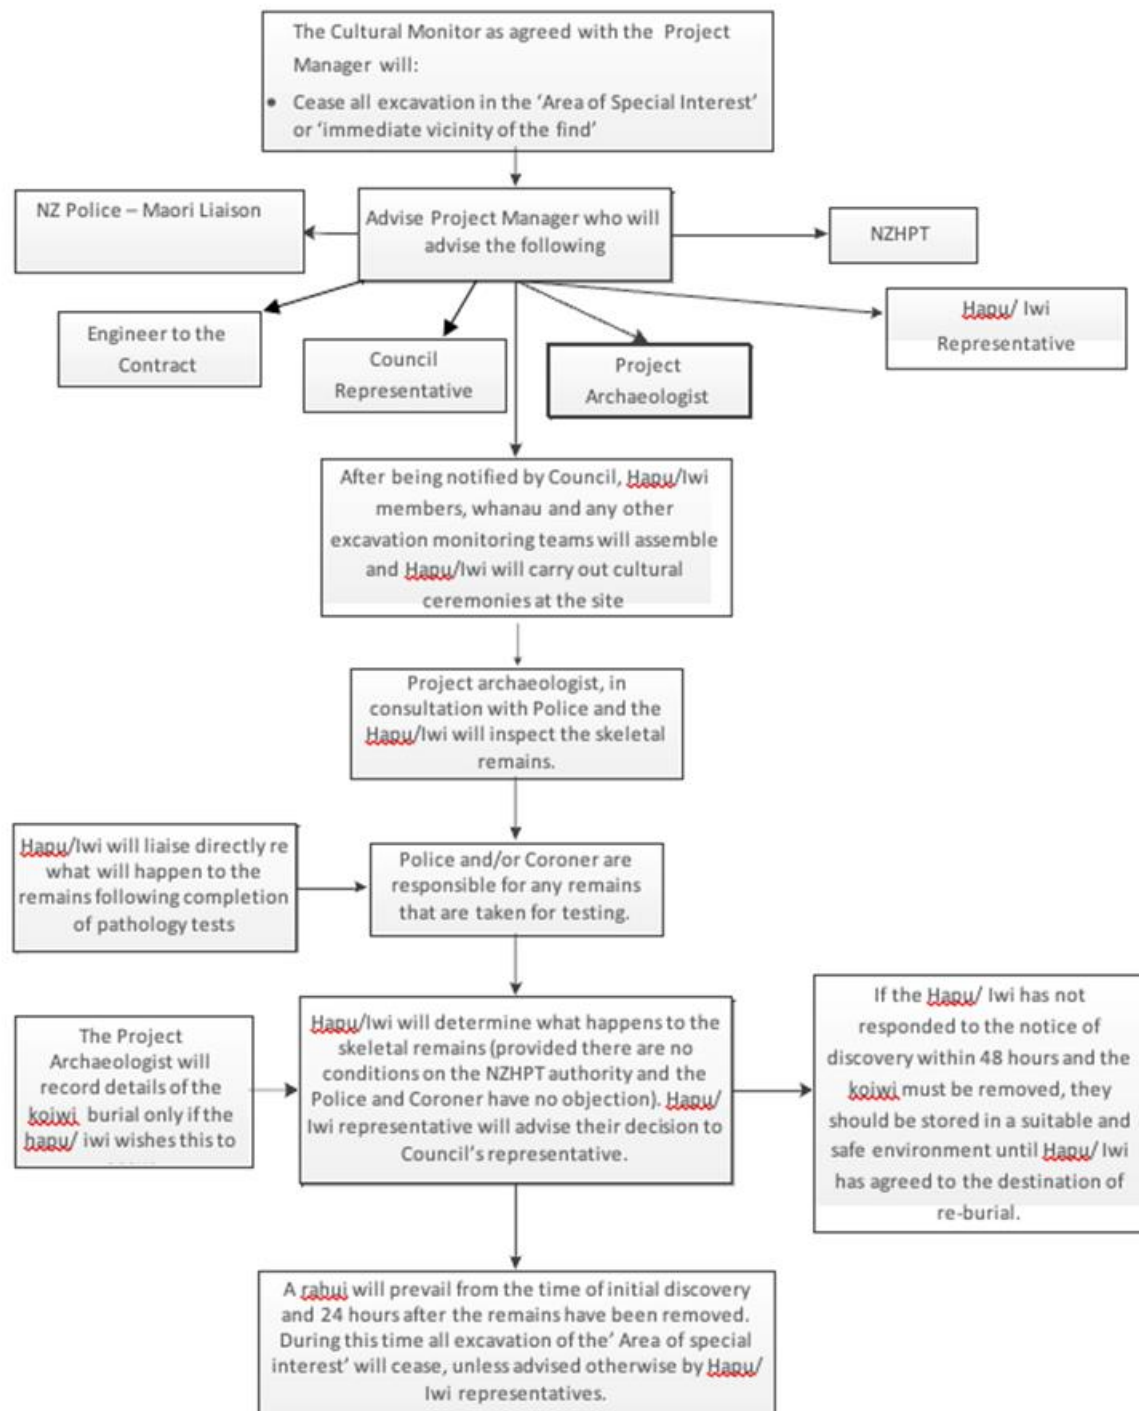 The Cultural Monitor as agreed with the Project
Manager will:
• Cease all excavation in the ‘Area of Special Interest’
or ‘immediate vicinity of the find’
NZ Police – Maori Liaison
Advise Project Manager who will
advise the following
NZHPT
Engineer to the
Contract
Council
Representative
Project
Archaeologist
Hapu/ Iwi
Representative
After being notified by Council, Hapu/Iwi
members, whanau and any other
excavation monitoring teams will assemble
and Hapu/Iwi will carry out cultural
ceremonies at the site
Project archaeologist, in
consultation with Police and the
Hapu/Iwi will inspect the skeletal
remains.
Hapu/Iwi will liaise directly re
what will happen to the
remains following completion
of pathology tests
Police and/or Coroner are
responsible for any remains
that are taken for testing.
The Project
Archaeologist will
record details of the
koiwi burial only if the
hapu/ iwi wishes this to
Hapu/Iwi will determine what happens to the
skeletal remains (provided there are no
conditions on the NZHPT authority and the
Police and Coroner have no objection). Hapu/
Iwi representative will advise their decision to
Council’s representative.
If the Hapu/ Iwi has not
responded to the notice of
discovery within 48 hours and the
koiwi must be removed, they
should be stored in a suitable and
safe environment until Hapu/ Iwi
has agreed to the destination of
re-burial.
A rahui will prevail from the time of initial discovery
and 24 hours after the remains have been removed.
During this time all excavation of the’ Area of special
interest’ will cease, unless advised otherwise by Hapu/
Iwi representatives.